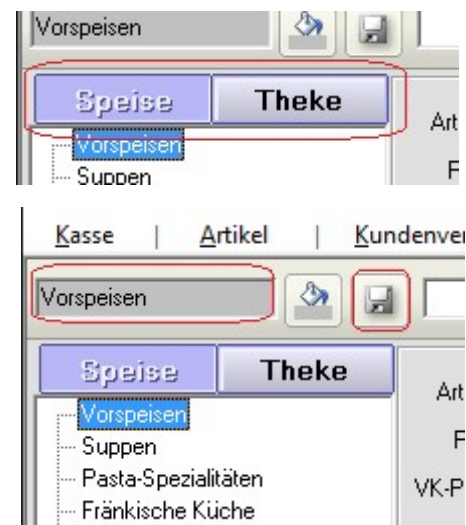 Vorspeisen
Speise Theke
Art
Vorspeisen
F
Suppen
Kasse | Artikel | Kundenver
Vorspeisen
Speise Theke
Art
Vorspeisen
F
Suppen
Pasta-Spezialitäten
VK-P
Fränkische Küche